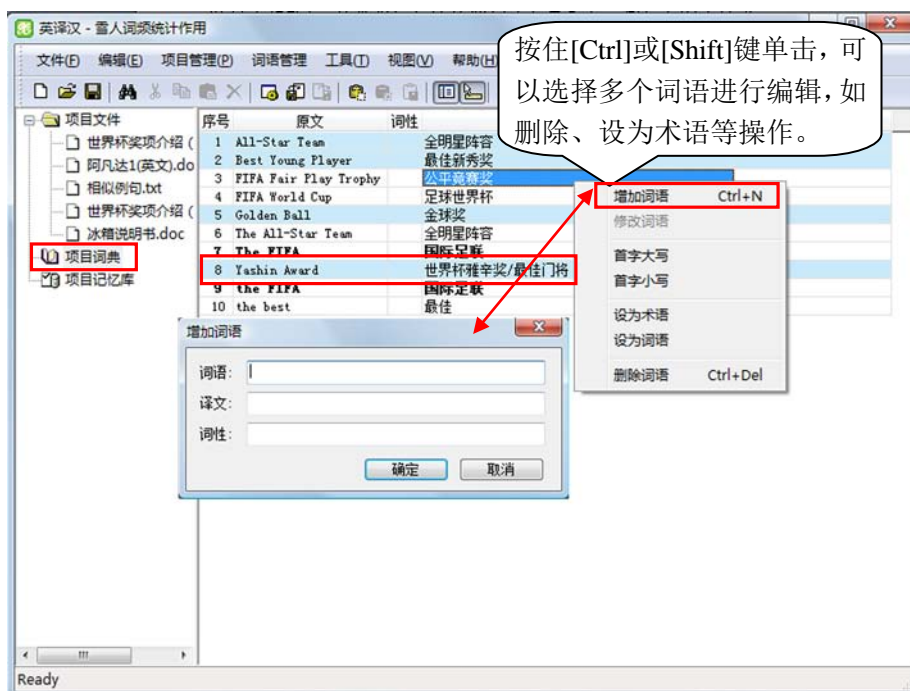 英译汉 - 雪人词频统计作用
文件(F) 编辑(E) 项目管理(P) 词语管理 工具(T) 视图(V) 帮助(H)
按住[Ctrl]或[Shift]键单击，可
以选择多个词语进行编辑，如
删除、设为术语等操作。
项目文件
世界杯奖项介绍 (
阿凡达1(英文).do
相似例句.txt
世界杯奖项介绍 (
冰箱说明书.doc
项目词典
项目记忆库
序号 原文 词性
1 All-Star Team 全明星阵容
2 Best Young Player 最佳新秀奖
3 FIFA Fair Play Trophy 公平竟赛奖
4 FIFA World Cup 足球世界杯
5 Golden Ball 金球奖
6 The All-Star Team 全明星阵容
7 The FIFA 国际足联
8 Yashin Award 世界杯雅辛奖/最佳门将
9 the FIFA 国际足联
10 the best 最佳
增加词语 Ctrl+N
修改词语
首字大写
首字小写
设为术语
设为词语
删除词语 Ctrl+Del
增加词语
词语:
译文:
词性:
确定 取消
Ready